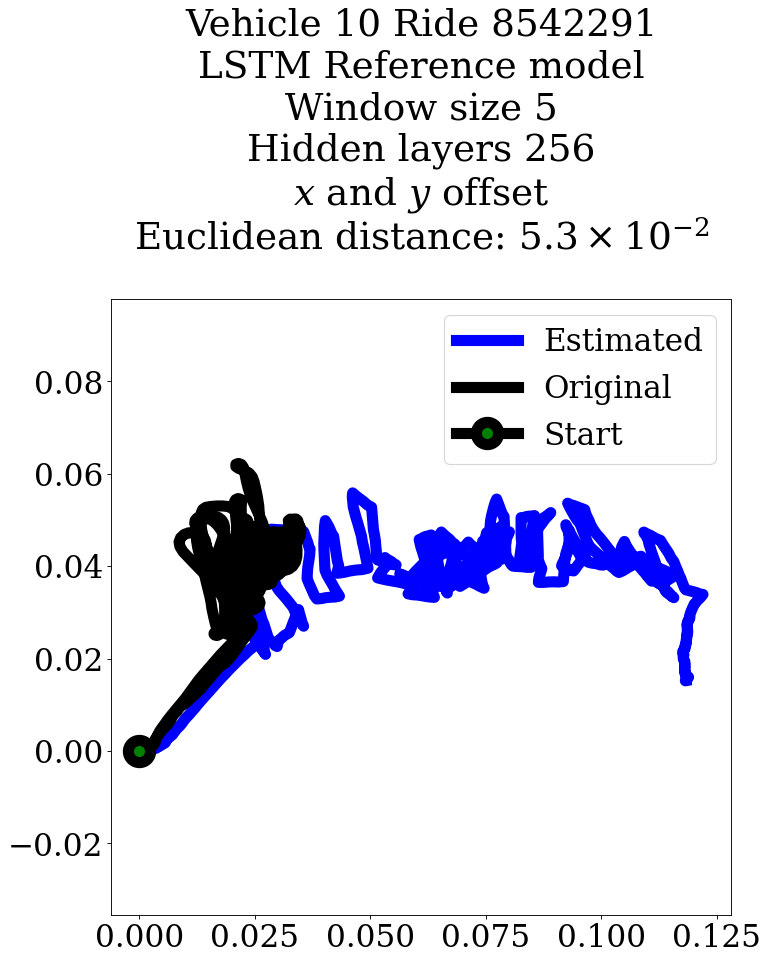 Vehicle 10 Ride 8542291
LSTM Reference model
Window size 5
Hidden layers 256
x and y offset
Euclidean distance: 5.3 × 10⁻²
Estimated
Original
Start
0.08
0.06
0.04
0.02
0.00
−0.02
0.000 0.025 0.050 0.075 0.100 0.125